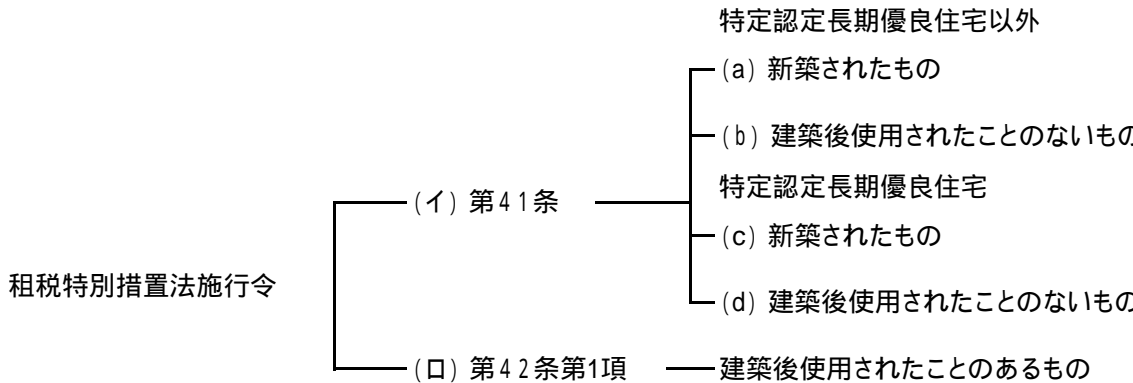 特定認定長期優良住宅以外
(a) 新築されたもの
(b) 建築後使用されたことのないもの
特定認定長期優良住宅
(イ) 第41条
(c) 新築されたもの
租税特別措置法施行令
(d) 建築後使用されたことのないもの
(ロ) 第42条第1項
建築後使用されたことのあるもの